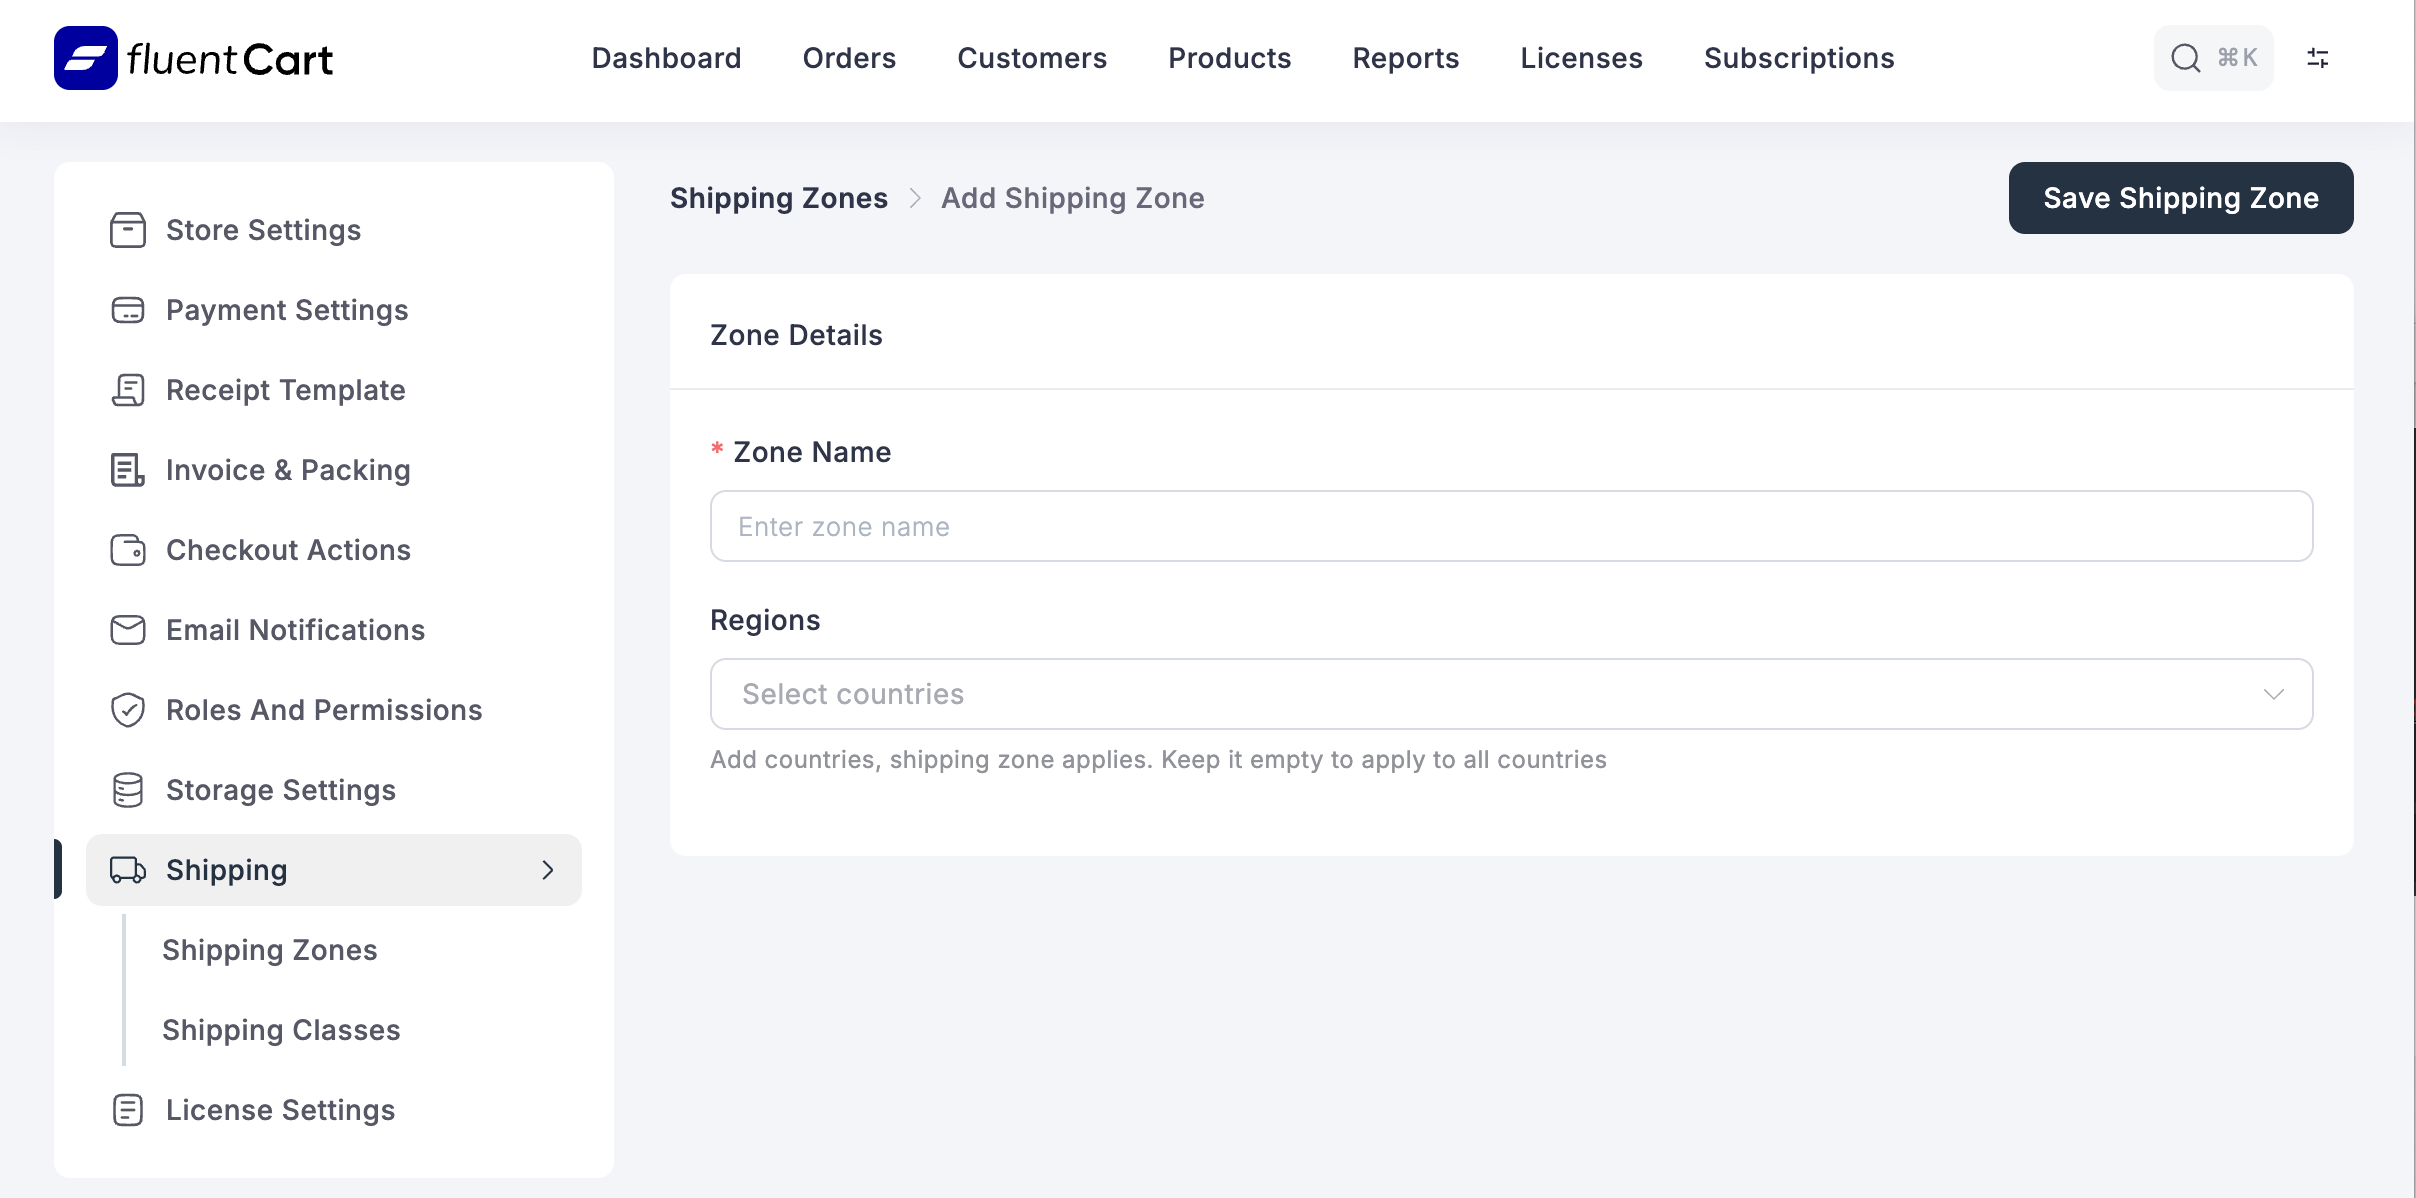 fluentCart
Dashboard
Orders
Customers
Products
Reports
Licenses
Subscriptions
⌘K
Store Settings
Payment Settings
Receipt Template
Invoice & Packing
Checkout Actions
Email Notifications
Roles And Permissions
Storage Settings
Shipping
Shipping Zones
Shipping Classes
License Settings
Shipping Zones > Add Shipping Zone
Save Shipping Zone
Zone Details
* Zone Name
Enter zone name
Regions
Select countries
Add countries, shipping zone applies. Keep it empty to apply to all countries